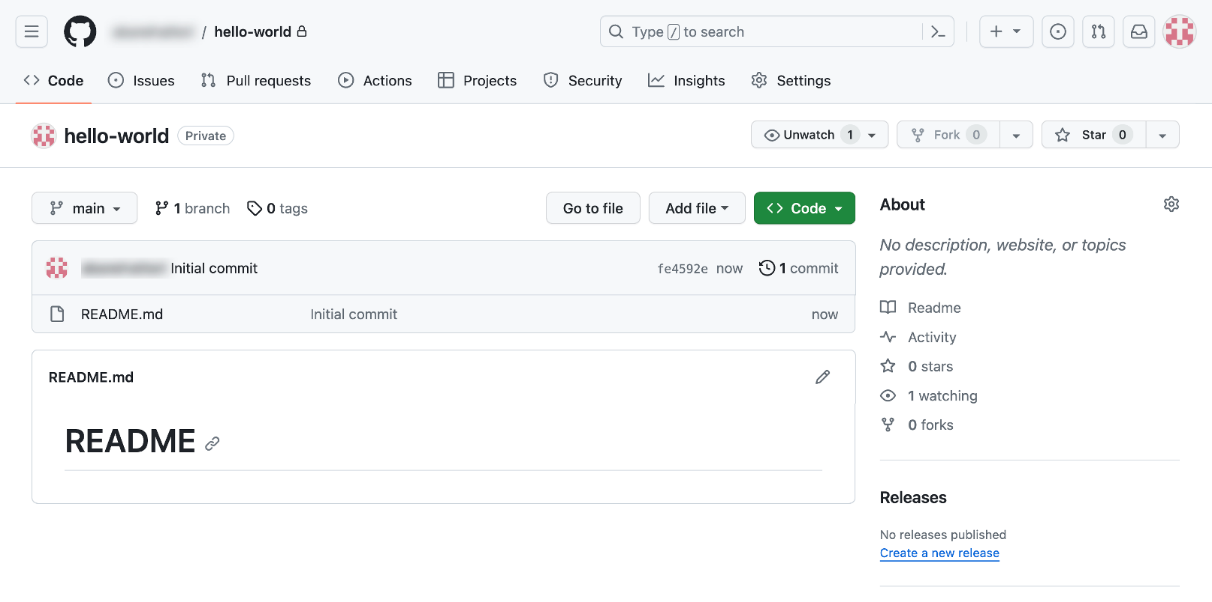 / hello-world
Type / to search
Code Issues Pull requests Actions Projects Security Insights Settings
hello-world Private
Unwatch 1 Fork 0 Star 0
main 1 branch 0 tags Go to file Add file Code
Initial commit fe4592e now 1 commit
README.md Initial commit now
README.md
README
About
No description, website, or topics
provided.
Readme
Activity
0 stars
1 watching
0 forks
Releases
No releases published
Create a new release